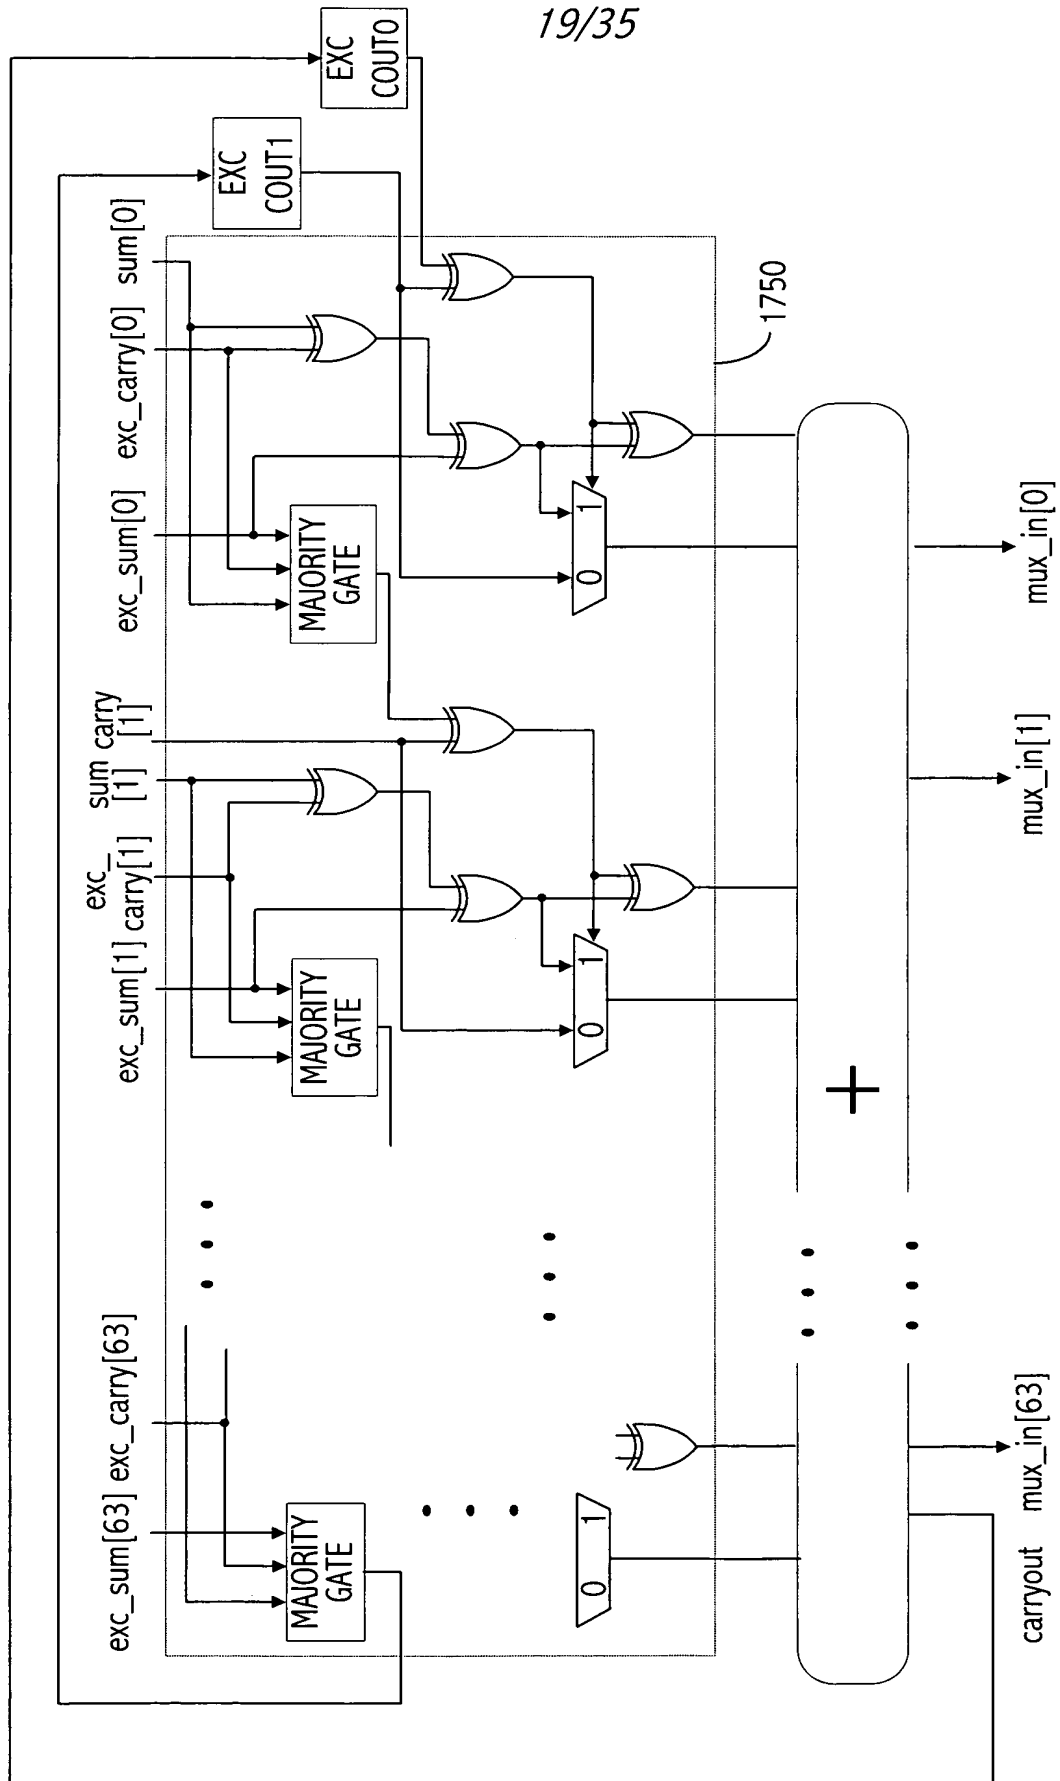 19/35
EXC
COUT0
EXC
COUT1
sum[0]
exc_carry[0]
exc_sum[0]
MAJORITY
GATE
0 1
1750
carry
[1]
sum
[1]
exc_
carry[1]
exc_sum[1]
MAJORITY
GATE
0 1
exc_carry[63]
exc_sum[63]
MAJORITY
GATE
0 1
+
mux_in[0]
mux_in[1]
mux_in[63]
carryout